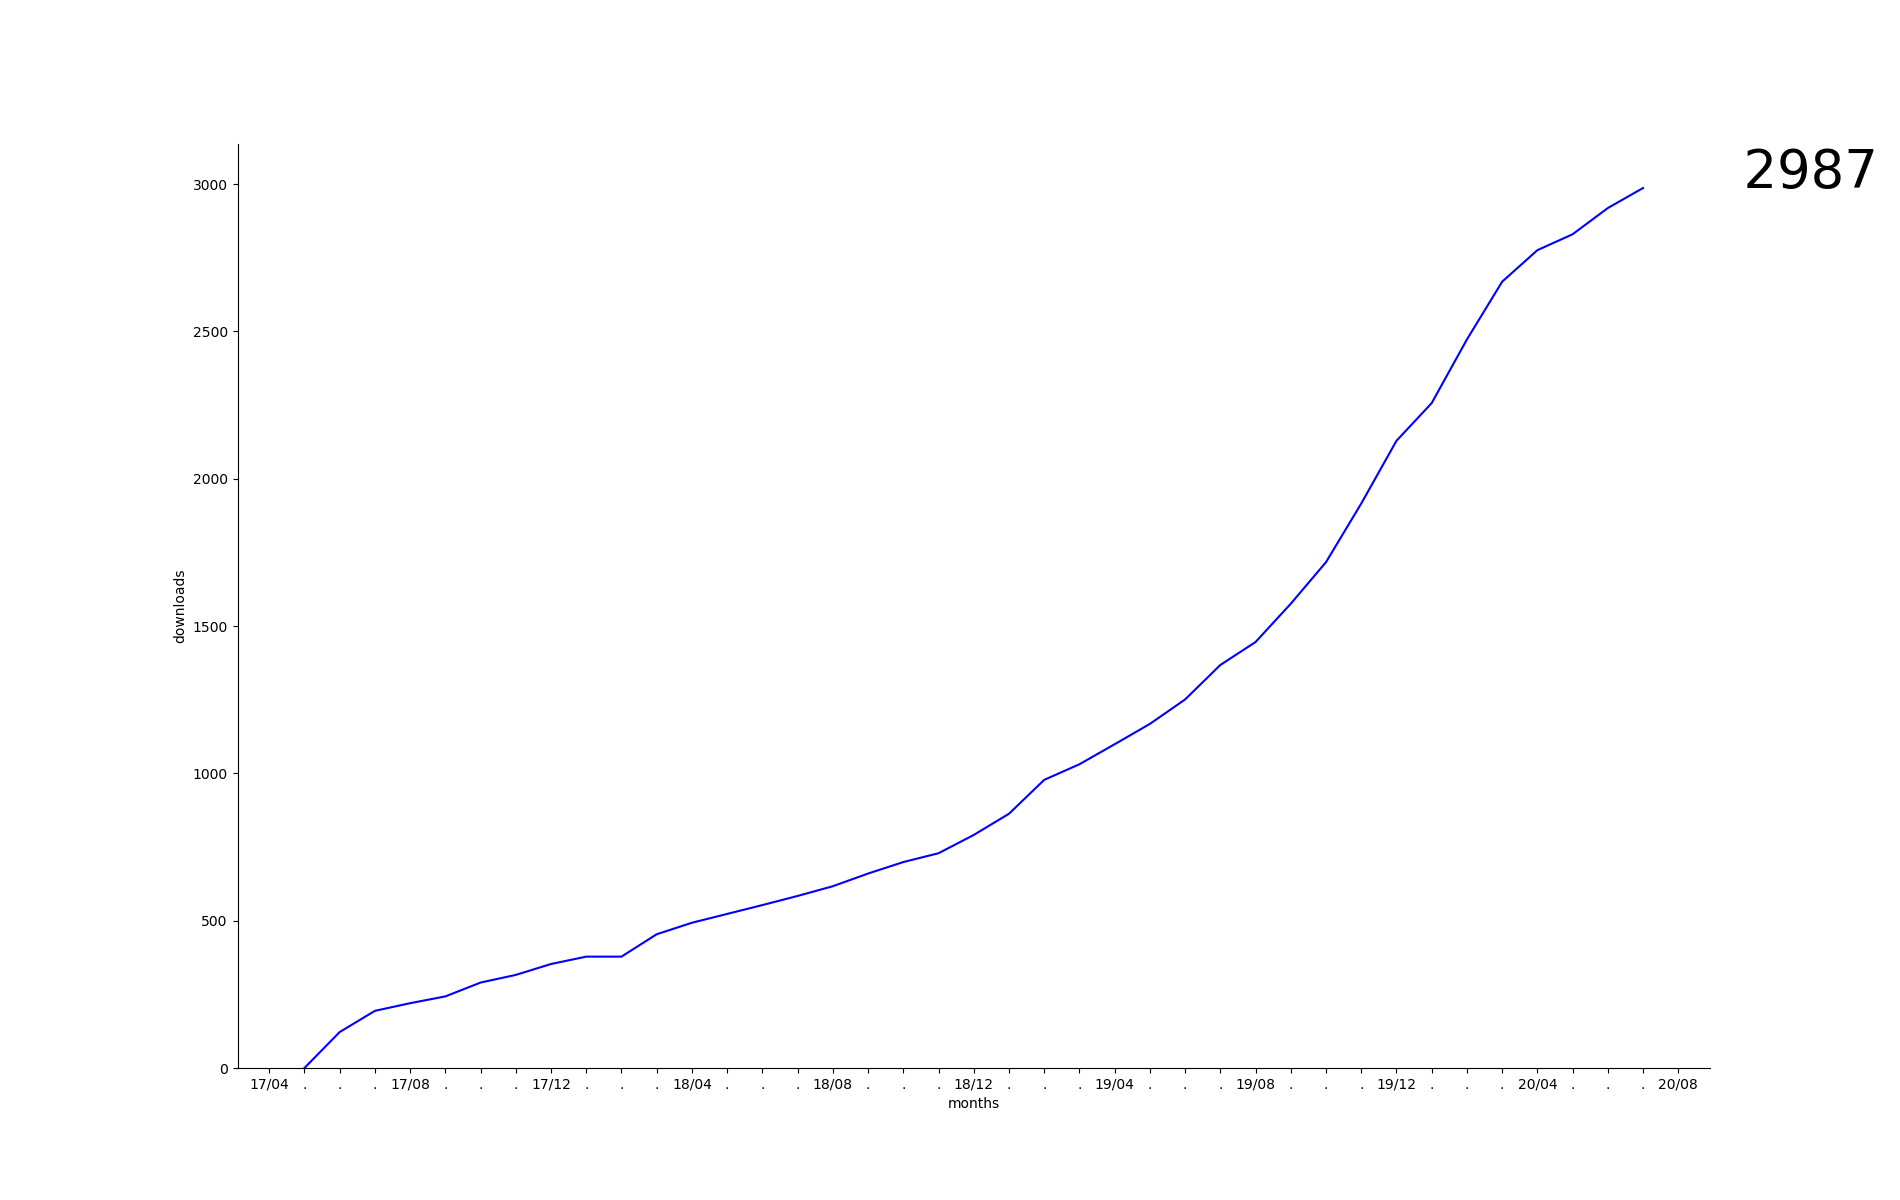 2987
3000
2500
2000
1500
1000
500
0
downloads
17/04 . . . 17/08 . . . 17/12 . . . 18/04 . . . 18/08 . . . 18/12 . . . 19/04 . . . 19/08 . . . 19/12 . . . 20/04 . . . 20/08
months